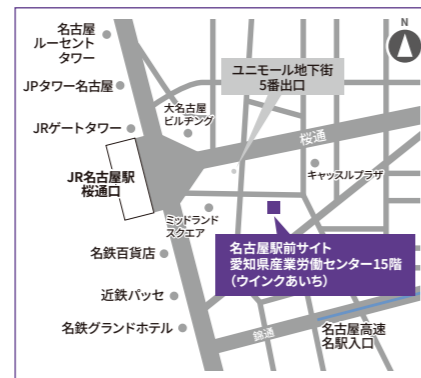 名古屋
ルーセント
タワー
N
ユニモール地下街
5番出口
JPタワー名古屋
大名古屋
ビルヂング
JRゲートタワー
桜通
JR名古屋駅
桜通口
キャッスルプラザ
ミッドランド
スクエア
名古屋駅前サイト
愛知県産業労働センター15階
(ウインクあいち)
名鉄百貨店
近鉄パッセ
名鉄グランドホテル
錦通
名古屋高速
名駅入口